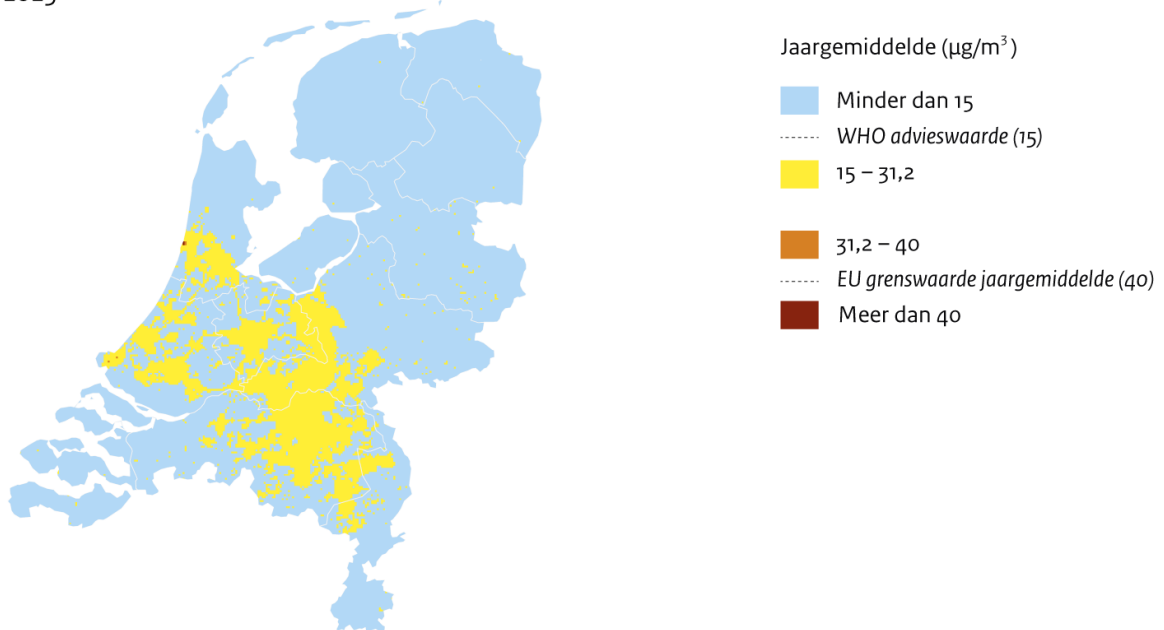 Jaargemiddelde (µg/m³)
Minder dan 15
WHO advieswaarde (15)
15 – 31,2
31,2 – 40
EU grenswaarde jaargemiddelde (40)
Meer dan 40